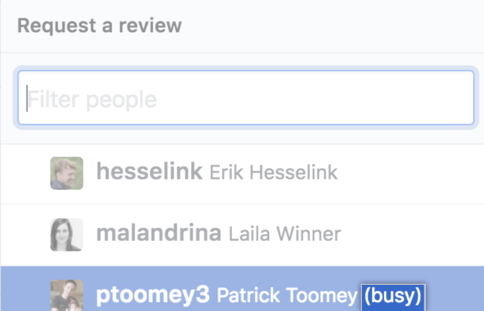 Request a review
Filter people
hesselink Erik Hesselink
malandrina Laila Winner
ptoomey3 Patrick Toomey (busy)